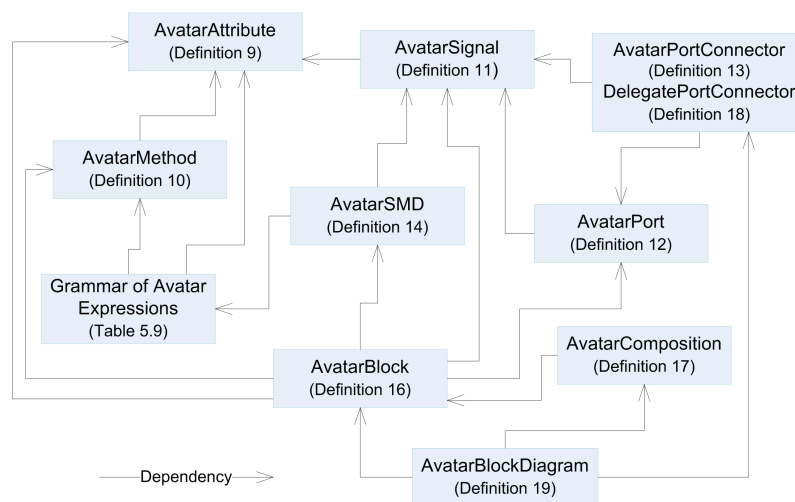 AvatarAttribute
(Definition 9)
AvatarSignal
(Definition 11)
AvatarPortConnector
(Definition 13)
DelegatePortConnector
(Definition 18)
AvatarMethod
(Definition 10)
AvatarSMD
(Definition 14)
AvatarPort
(Definition 12)
Grammar of Avatar
Expressions
(Table 5.9)
AvatarBlock
(Definition 16)
AvatarComposition
(Definition 17)
AvatarBlockDiagram
(Definition 19)
Dependency